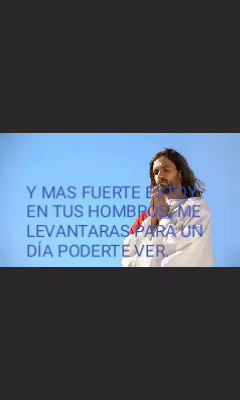 Y MAS FUERTE ESTOY
EN TUS HOMBROS, ME
LEVANTARAS PARA UN
DÍA PODERTE VER.